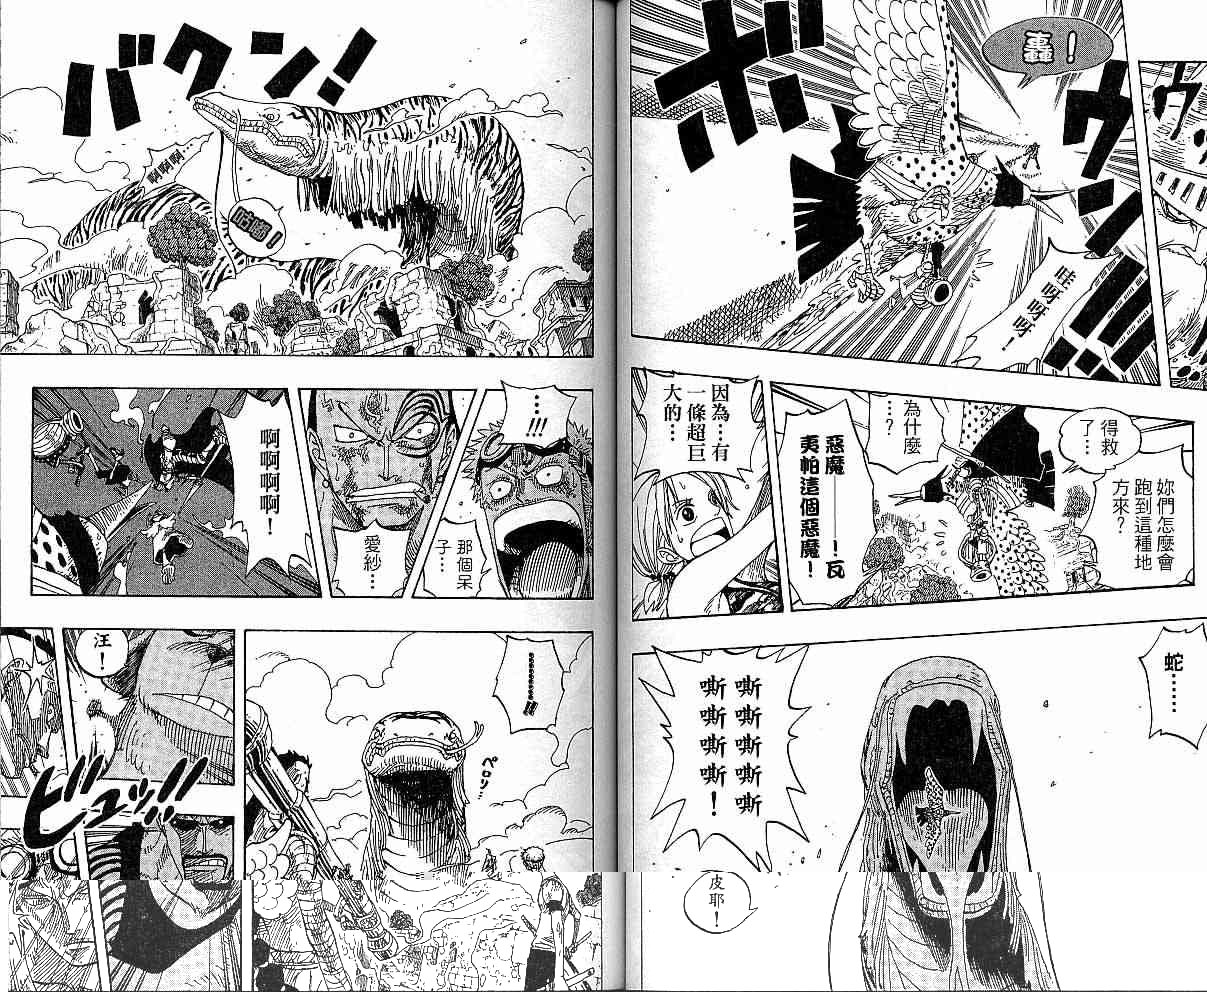 轟！
ボ
ウウン!!!
哇呀呀呀！
得救
了…？
妳們怎麼會
跑到這種地
方來？
為什麼
…？
惡魔——！瓦
夷帕這個惡魔！
因為…有
一條超巨
大的…
蛇……
嘶嘶嘶嘶嘶
嘶嘶嘶嘶！
皮耶！
バクン！
啊啊啊…
咕嘟！
…!!!
那個呆
子…
愛紗…
啊啊啊啊！
…………!!
ペロリ…
汪！
ビュッ!!